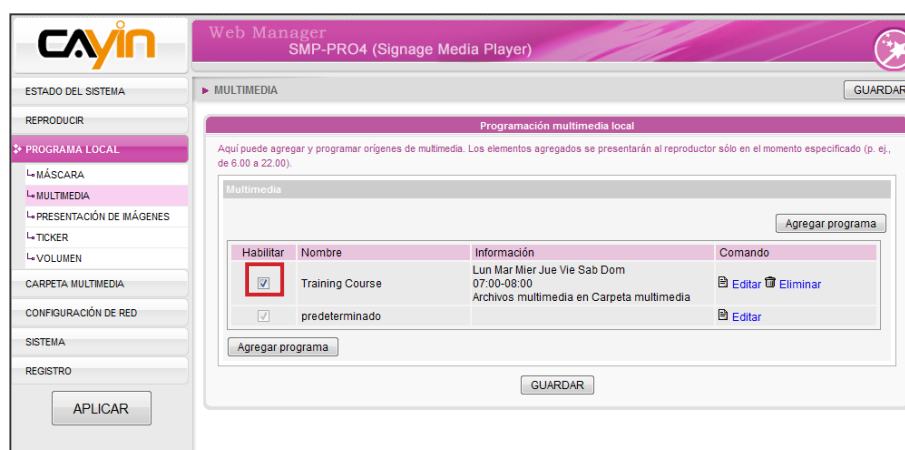 CAYIN
Web Manager
SMP-PRO4 (Signage Media Player)
ESTADO DEL SISTEMA
REPRODUCIR
PROGRAMA LOCAL
MÁSCARA
MULTIMEDIA
PRESENTACIÓN DE IMÁGENES
TICKER
VOLUMEN
CARPETA MULTIMEDIA
CONFIGURACIÓN DE RED
SISTEMA
REGISTRO
APLICAR
MULTIMEDIA
GUARDAR
Programación multimedia local
Aquí puede agregar y programar orígenes de multimedia. Los elementos agregados se presentarán al reproductor sólo en el momento especificado (p. ej.,
de 6.00 a 22.00).
Multimedia
Agregar programa
Habilitar Nombre Información Comando
Training Course
Lun Mar Mier Jue Vie Sab Dom
07:00-08:00
Archivos multimedia en Carpeta multimedia
Editar Eliminar
predeterminado Editar
Agregar programa
GUARDAR